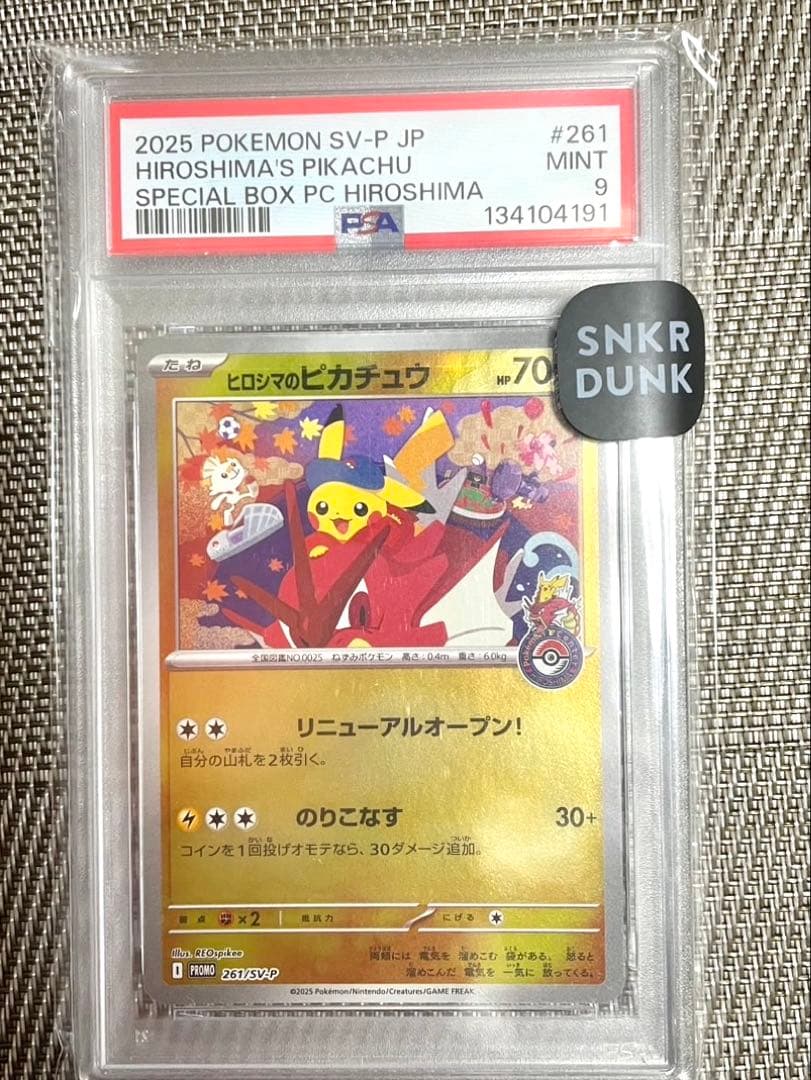 2025 POKEMON SV-P JP #261
HIROSHIMA'S PIKACHU MINT
SPECIAL BOX PC HIROSHIMA 9
PSA 134104191
SNKR
DUNK
たね ヒロシマのピカチュウ HP 70
全国図鑑NO.0025 ねずみポケモン 高さ:0.4m 重さ:6.0kg
リニューアルオープン!
自分の山札を2枚引く。
のりこなす 30+
コインを1回投げオモテなら、30ダメージ追加。
弱点 ×2 抵抗力 にげる
Illus. REOspikee
両頬には 電気を 溜めこむ 袋がある。 怒ると
溜めこんだ 電気を 一気に 放ってくる。
I PROMO 261/SV-P
©2025 Pokémon/Nintendo/Creatures/GAME FREAK